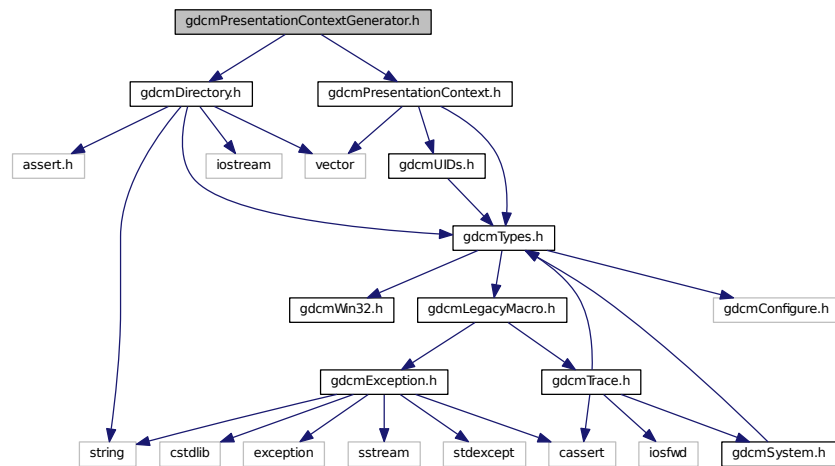 gdcmPresentationContextGenerator.h
gdcmDirectory.h
gdcmPresentationContext.h
assert.h
iostream
vector
gdcmUIDs.h
gdcmTypes.h
gdcmWin32.h
gdcmLegacyMacro.h
gdcmConfigure.h
gdcmException.h
gdcmTrace.h
string
cstdlib
exception
sstream
stdexcept
cassert
iosfwd
gdcmSystem.h